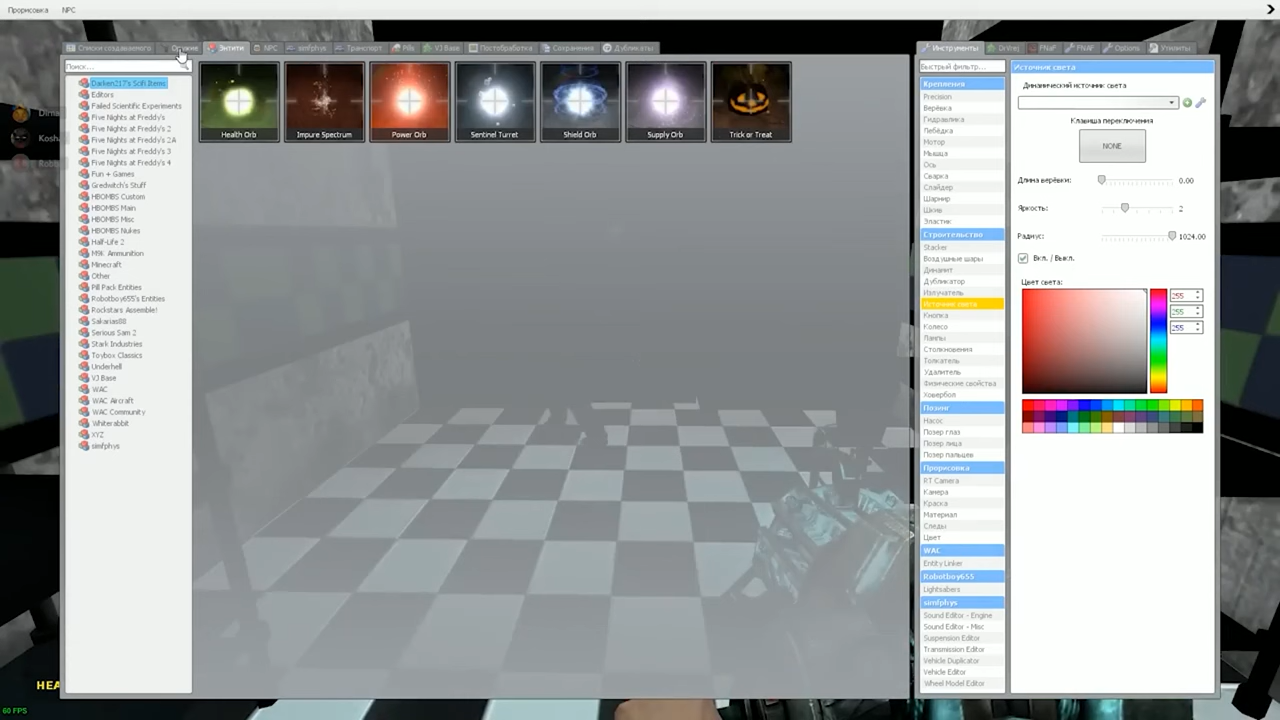 Прорисовка NPC
Списки создаваемого Оружие Энтити NPC simfphys Транспорт Pills VJ Base Постобработка Сохранения Дубликаты
Поиск...
Darken217's SciFi Items
Editors
Failed Scientific Experiments
Five Nights at Freddy's
Five Nights at Freddy's 2
Five Nights at Freddy's 2A
Five Nights at Freddy's 3
Five Nights at Freddy's 4
Fun + Games
Gredwitch's Stuff
HBOMBS Custom
HBOMBS Main
HBOMBS Misc
HBOMBS Nukes
Half-Life 2
M9K Ammunition
Minecraft
Other
Pill Pack Entities
Robotboy655's Entities
Rockstars Assemble!
Sakarias88
Serious Sam 2
Stark Industries
Toybox Classics
Underhell
VJ Base
WAC
WAC Aircraft
WAC Community
Whiterabbit
XYZ
simfphys
Health Orb Impure Spectrum Power Orb Sentinel Turret Shield Orb Supply Orb Trick or Treat
Dima
Kosh
HEA
60 FPS
Инструменты DrVrej FNaF FNAF Options Утилиты
Быстрый фильтр...
Крепления
Precision
Верёвка
Гидравлика
Лебёдка
Мотор
Мышца
Ось
Сварка
Слайдер
Шарнир
Шкив
Эластик
Строительство
Stacker
Воздушные шары
Динамит
Дубликатор
Излучатель
Источник света
Кнопка
Колесо
Лампы
Столкновения
Толкатель
Удалитель
Физические свойства
Ховербол
Позинг
Насос
Позер глаз
Позер лица
Позер пальцев
Прорисовка
RT Camera
Камера
Краска
Материал
Следы
Цвет
WAC
Entity Linker
Robotboy655
Lightsabers
simfphys
Sound Editor - Engine
Sound Editor - Misc
Suspension Editor
Transmission Editor
Vehicle Duplicator
Vehicle Editor
Wheel Model Editor
Источник света
Динамический источник света
Клавиша переключения
NONE
Длина верёвки: 0.00
Яркость: 2
Радиус: 1024.00
Вкл. / Выкл.
Цвет света:
255
255
255